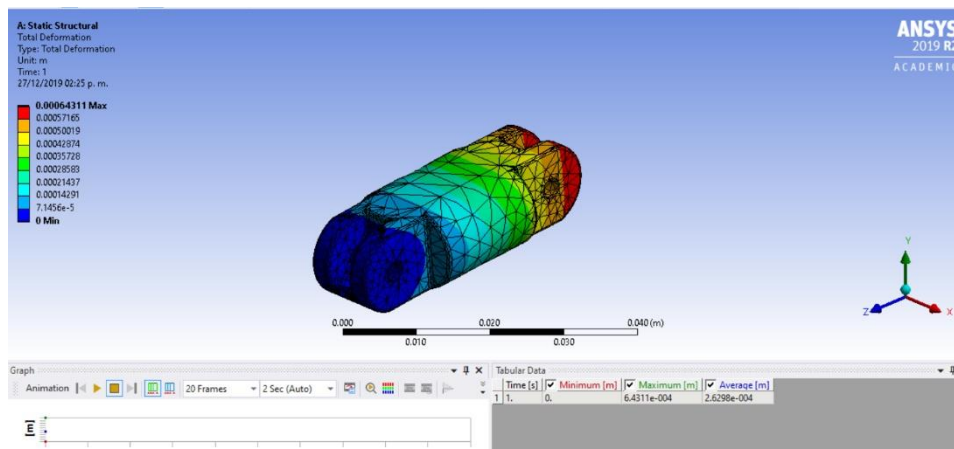 A: Static Structural
Total Deformation
Type: Total Deformation
Unit: m
Time: 1
27/12/2019 02:25 p. m.
0.00064311 Max
0.00057165
0.00050019
0.00042874
0.00035728
0.00028583
0.00021437
0.00014291
7.1456e-5
0 Min
ANSYS
2019 R2
ACADEMIC
0.000 0.020 0.040 (m)
0.010 0.030
Y
Z X
Graph
Animation 20 Frames 2 Sec (Auto)
[m]
Tabular Data
Time [s] Minimum [m] Maximum [m] Average [m]
1 1. 0. 6.4311e-004 2.6298e-004